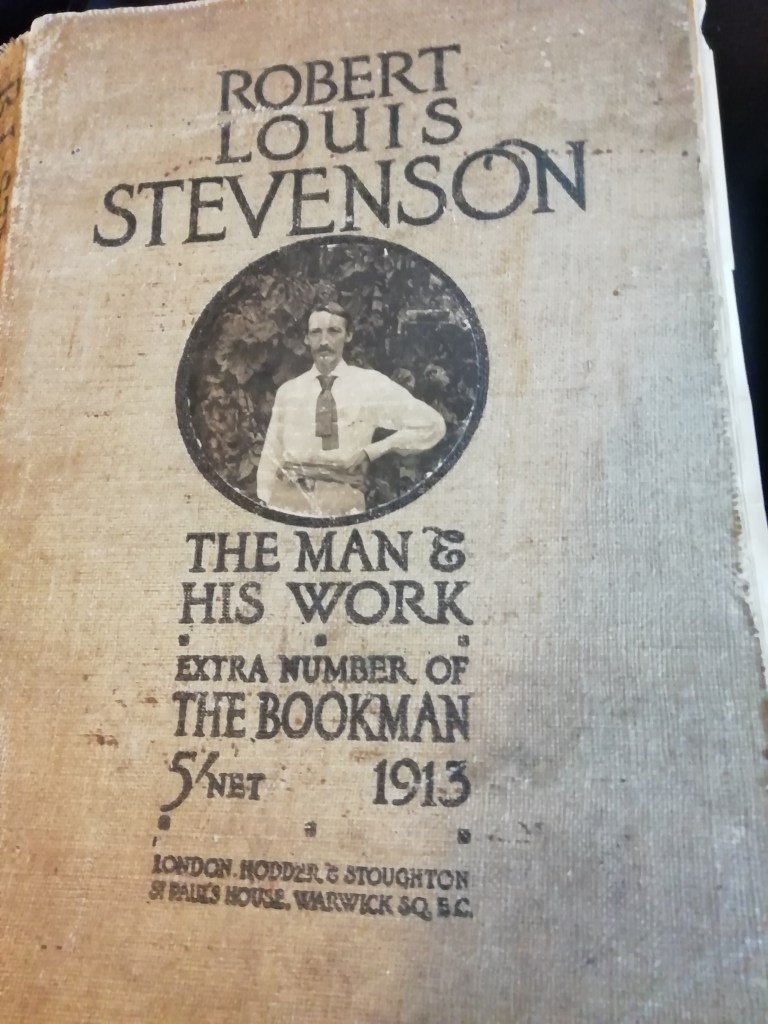 ROBERT
LOUIS
STEVENSON
THE MAN &
HIS WORK
EXTRA NUMBER OF
THE BOOKMAN
5/ NET 1913
LONDON. HODDER & STOUGHTON
ST PAUL'S HOUSE, WARWICK SQ, E.C.